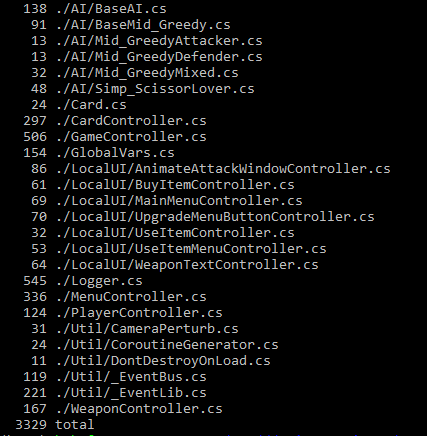 138 ./AI/BaseAI.cs
91 ./AI/BaseMid_Greedy.cs
13 ./AI/Mid_GreedyAttacker.cs
13 ./AI/Mid_GreedyDefender.cs
32 ./AI/Mid_GreedyMixed.cs
48 ./AI/Simp_ScissorLover.cs
24 ./Card.cs
297 ./CardController.cs
506 ./GameController.cs
154 ./GlobalVars.cs
86 ./LocalUI/AnimateAttackWindowController.cs
61 ./LocalUI/BuyItemController.cs
69 ./LocalUI/MainMenuController.cs
70 ./LocalUI/UpgradeMenuButtonController.cs
32 ./LocalUI/UseItemController.cs
53 ./LocalUI/UseItemMenuController.cs
64 ./LocalUI/WeaponTextController.cs
545 ./Logger.cs
336 ./MenuController.cs
124 ./PlayerController.cs
31 ./Util/CameraPerturb.cs
24 ./Util/CoroutineGenerator.cs
11 ./Util/DontDestroyOnLoad.cs
119 ./Util/_EventBus.cs
221 ./Util/_EventLib.cs
167 ./WeaponController.cs
3329 total